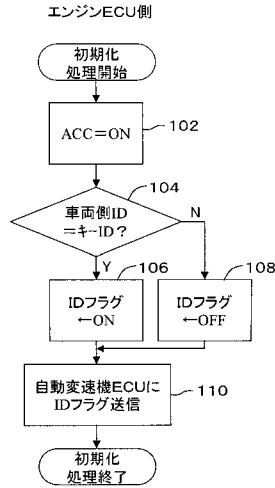 エンジンECU側
初期化
処理開始
ACC=ON
102
車両側ID
=キーID?
104
N
Y
106
108
IDフラグ
←ON
IDフラグ
←OFF
自動変速機ECUに
IDフラグ送信
110
初期化
処理終了